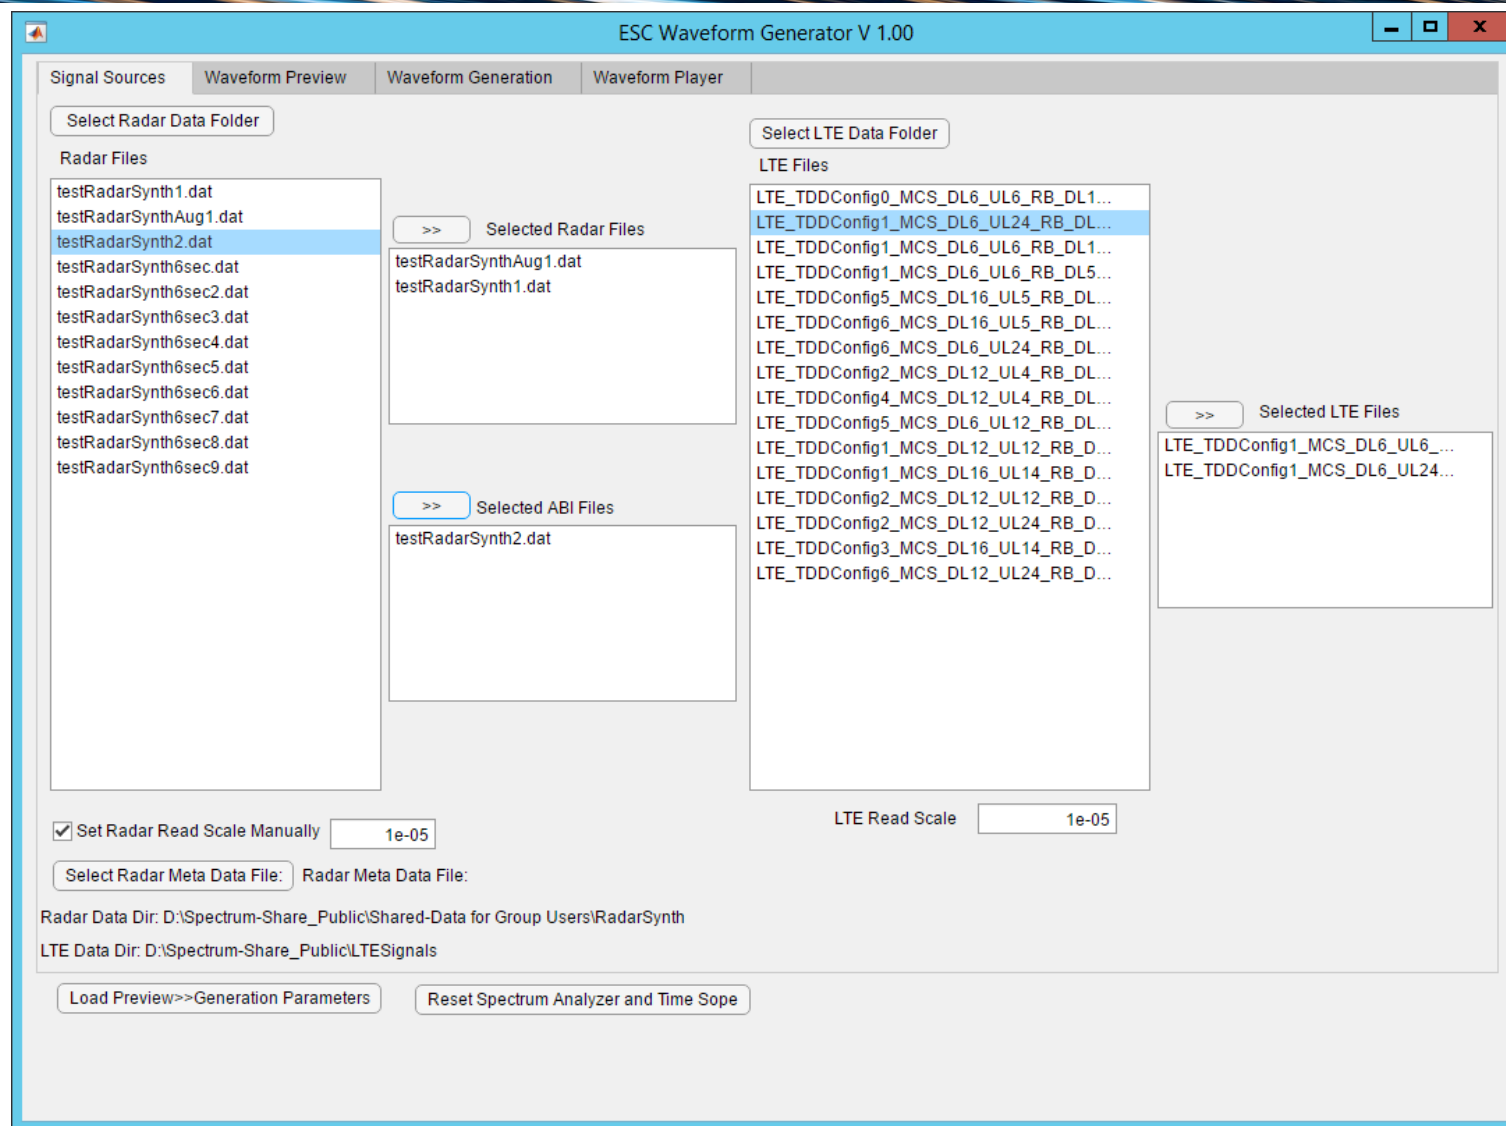 ESC Waveform Generator V 1.00
Signal Sources
Waveform Preview
Waveform Generation
Waveform Player
Select Radar Data Folder
Radar Files
testRadarSynth1.dat
testRadarSynthAug1.dat
testRadarSynth2.dat
testRadarSynth6sec.dat
testRadarSynth6sec2.dat
testRadarSynth6sec3.dat
testRadarSynth6sec4.dat
testRadarSynth6sec5.dat
testRadarSynth6sec6.dat
testRadarSynth6sec7.dat
testRadarSynth6sec8.dat
testRadarSynth6sec9.dat
>> Selected Radar Files
testRadarSynthAug1.dat
testRadarSynth1.dat
>> Selected ABI Files
testRadarSynth2.dat
Select LTE Data Folder
LTE Files
LTE_TDDConfig0_MCS_DL6_UL6_RB_DL1...
LTE_TDDConfig1_MCS_DL6_UL24_RB_DL...
LTE_TDDConfig1_MCS_DL6_UL6_RB_DL1...
LTE_TDDConfig1_MCS_DL6_UL6_RB_DL5...
LTE_TDDConfig5_MCS_DL16_UL5_RB_DL...
LTE_TDDConfig6_MCS_DL16_UL5_RB_DL...
LTE_TDDConfig6_MCS_DL6_UL24_RB_DL...
LTE_TDDConfig2_MCS_DL12_UL4_RB_DL...
LTE_TDDConfig4_MCS_DL12_UL4_RB_DL...
LTE_TDDConfig5_MCS_DL6_UL12_RB_DL...
LTE_TDDConfig1_MCS_DL12_UL12_RB_D...
LTE_TDDConfig1_MCS_DL16_UL14_RB_D...
LTE_TDDConfig2_MCS_DL12_UL12_RB_D...
LTE_TDDConfig2_MCS_DL12_UL24_RB_D...
LTE_TDDConfig3_MCS_DL16_UL14_RB_D...
LTE_TDDConfig6_MCS_DL12_UL24_RB_D...
>> Selected LTE Files
LTE_TDDConfig1_MCS_DL6_UL6_...
LTE_TDDConfig1_MCS_DL6_UL24...
Set Radar Read Scale Manually 1e-05
LTE Read Scale 1e-05
Select Radar Meta Data File: Radar Meta Data File:
Radar Data Dir: D:\Spectrum-Share_Public\Shared-Data for Group Users\RadarSynth
LTE Data Dir: D:\Spectrum-Share_Public\LTESignals
Load Preview>>Generation Parameters
Reset Spectrum Analyzer and Time Sope